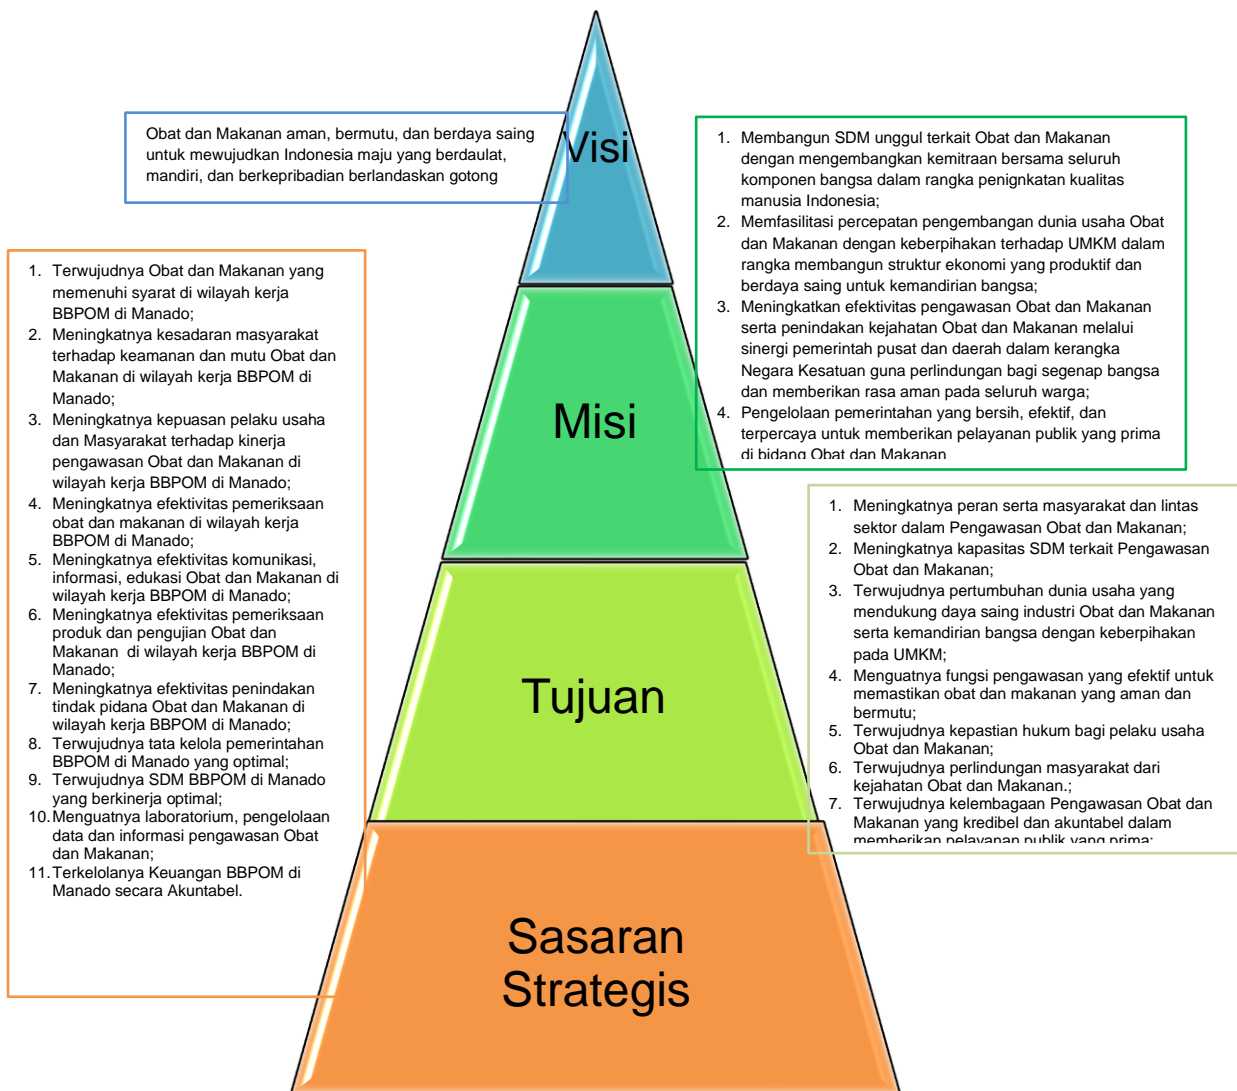 Visi
Obat dan Makanan aman, bermutu, dan berdaya saing
untuk mewujudkan Indonesia maju yang berdaulat,
mandiri, dan berkepribadian berlandaskan gotong
1. Membangun SDM unggul terkait Obat dan Makanan
dengan mengembangkan kemitraan bersama seluruh
komponen bangsa dalam rangka penignkatan kualitas
manusia Indonesia;
2. Memfasilitasi percepatan pengembangan dunia usaha Obat
dan Makanan dengan keberpihakan terhadap UMKM dalam
rangka membangun struktur ekonomi yang produktif dan
berdaya saing untuk kemandirian bangsa;
3. Meningkatkan efektivitas pengawasan Obat dan Makanan
serta penindakan kejahatan Obat dan Makanan melalui
sinergi pemerintah pusat dan daerah dalam kerangka
Negara Kesatuan guna perlindungan bagi segenap bangsa
dan memberikan rasa aman pada seluruh warga;
4. Pengelolaan pemerintahan yang bersih, efektif, dan
terpercaya untuk memberikan pelayanan publik yang prima
di bidang Obat dan Makanan
Misi
1. Terwujudnya Obat dan Makanan yang
memenuhi syarat di wilayah kerja
BBPOM di Manado;
2. Meningkatnya kesadaran masyarakat
terhadap keamanan dan mutu Obat dan
Makanan di wilayah kerja BBPOM di
Manado;
3. Meningkatnya kepuasan pelaku usaha
dan Masyarakat terhadap kinerja
pengawasan Obat dan Makanan di
wilayah kerja BBPOM di Manado;
4. Meningkatnya efektivitas pemeriksaan
obat dan makanan di wilayah kerja
BBPOM di Manado;
5. Meningkatnya efektivitas komunikasi,
informasi, edukasi Obat dan Makanan di
wilayah kerja BBPOM di Manado;
6. Meningkatnya efektivitas pemeriksaan
produk dan pengujian Obat dan
Makanan di wilayah kerja BBPOM di
Manado;
7. Meningkatnya efektivitas penindakan
tindak pidana Obat dan Makanan di
wilayah kerja BBPOM di Manado;
8. Terwujudnya tata kelola pemerintahan
BBPOM di Manado yang optimal;
9. Terwujudnya SDM BBPOM di Manado
yang berkinerja optimal;
10. Menguatnya laboratorium, pengelolaan
data dan informasi pengawasan Obat
dan Makanan;
11. Terkelolanya Keuangan BBPOM di
Manado secara Akuntabel.
1. Meningkatnya peran serta masyarakat dan lintas
sektor dalam Pengawasan Obat dan Makanan;
2. Meningkatnya kapasitas SDM terkait Pengawasan
Obat dan Makanan;
3. Terwujudnya pertumbuhan dunia usaha yang
mendukung daya saing industri Obat dan Makanan
serta kemandirian bangsa dengan keberpihakan
pada UMKM;
4. Menguatnya fungsi pengawasan yang efektif untuk
memastikan obat dan makanan yang aman dan
bermutu;
5. Terwujudnya kepastian hukum bagi pelaku usaha
Obat dan Makanan;
6. Terwujudnya perlindungan masyarakat dari
kejahatan Obat dan Makanan.;
7. Terwujudnya kelembagaan Pengawasan Obat dan
Makanan yang kredibel dan akuntabel dalam
memberikan pelayanan publik yang prima;
Tujuan
Sasaran
Strategis